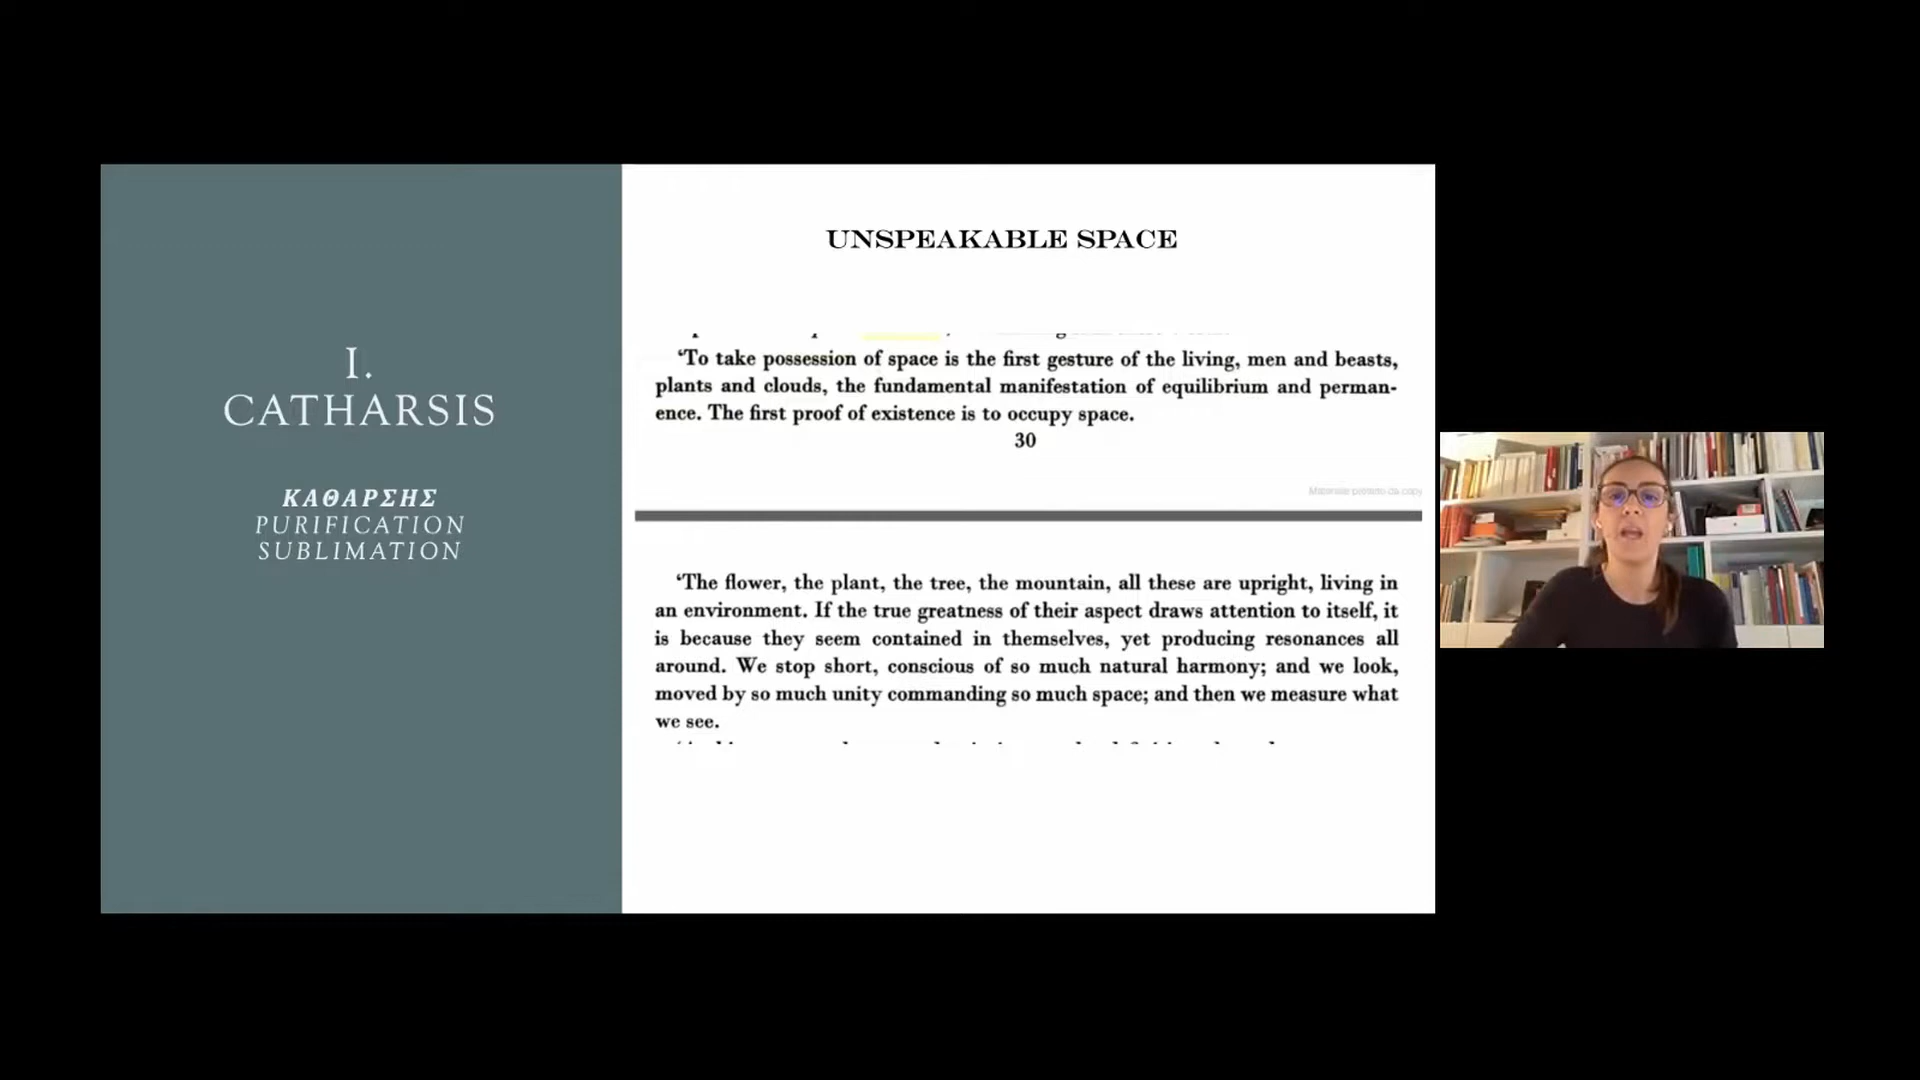 I.
CATHARSIS
ΚΑΘΑΡΣΗΣ
PURIFICATION
SUBLIMATION
UNSPEAKABLE SPACE
‘To take possession of space is the first gesture of the living, men and beasts,
plants and clouds, the fundamental manifestation of equilibrium and perman-
ence. The first proof of existence is to occupy space.
30
‘The flower, the plant, the tree, the mountain, all these are upright, living in
an environment. If the true greatness of their aspect draws attention to itself, it
is because they seem contained in themselves, yet producing resonances all
around. We stop short, conscious of so much natural harmony; and we look,
moved by so much unity commanding so much space; and then we measure what
we see.